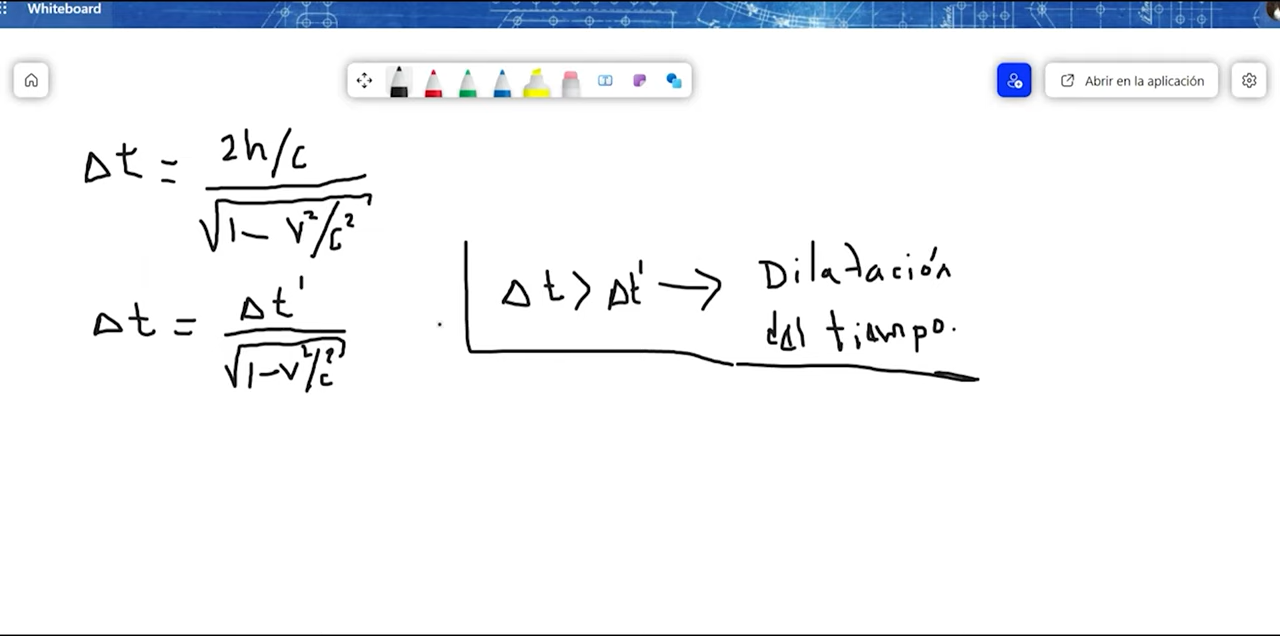 Whiteboard
Abrir en la aplicación
Δt = 2h/c / √1 - v²/c²
Δt = Δt' / √1-v²/c²
Δt > Δt' → Dilatación
del tiempo.